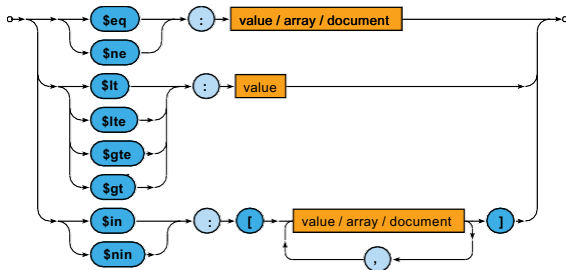 $eq : value / array / document
$ne
$lt : value
$lte
$gte
$gt
$in : [ value / array / document ]
$nin ,